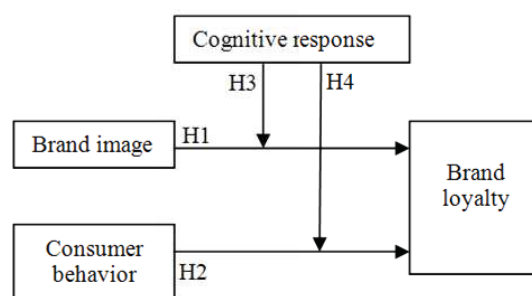 Cognitive response
H3
H4
H1
Brand image
Brand
loyalty
Consumer
behavior
H2